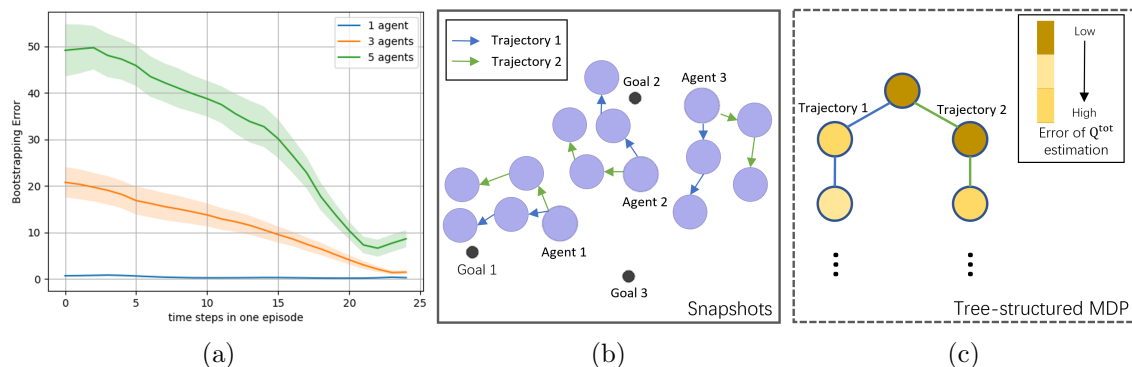 1 agent
3 agents
5 agents
50
40
30
20
10
0
Bootstrapping Error
0 5 10 15 20 25
time steps in one episode
(a)
Trajectory 1
Trajectory 2
Goal 2
Agent 3
Agent 2
Agent 1
Goal 1
Goal 3
Snapshots
(b)
Low
High
Error of Q^tot
estimation
Trajectory 1
Trajectory 2
Tree-structured MDP
(c)